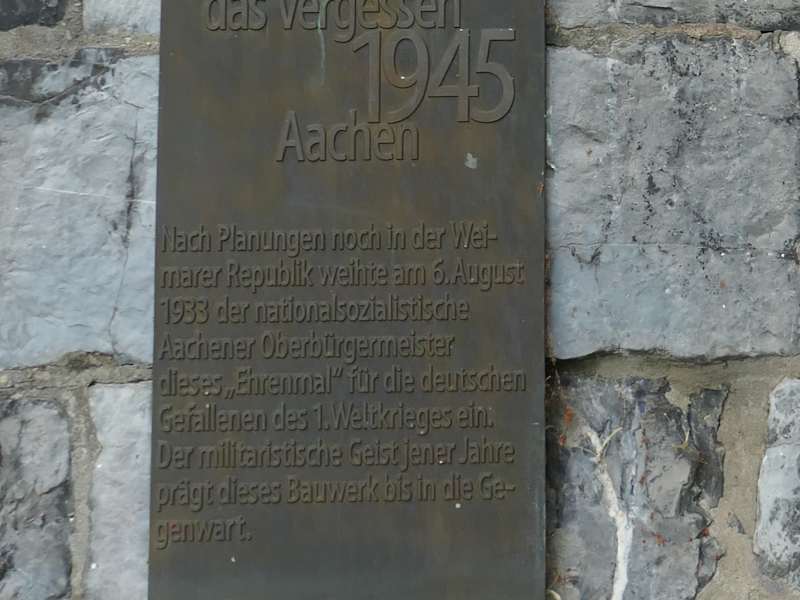 das vergessen
1945
Aachen
Nach Planungen noch in der Wei-
marer Republik weihte am 6. August
1933 der nationalsozialistische
Aachener Oberbürgermeister
dieses „Ehrenmal“ für die deutschen
Gefallenen des 1. Weltkrieges ein.
Der militaristische Geist jener Jahre
prägt dieses Bauwerk bis in die Ge-
genwart.